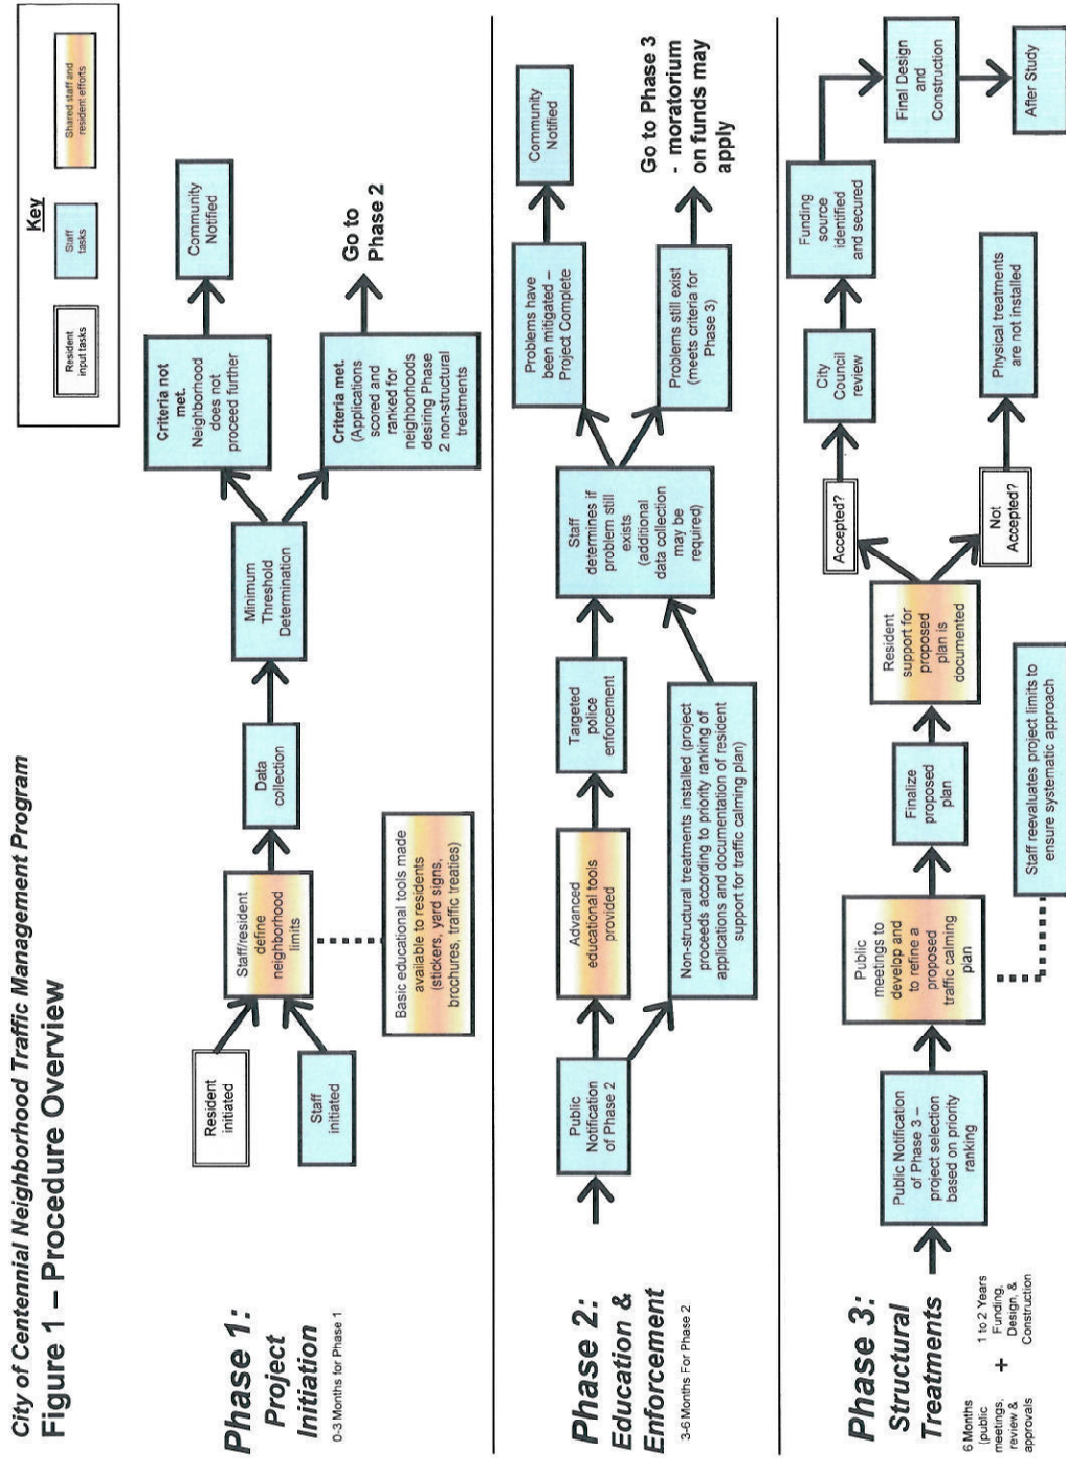 City of Centennial Neighborhood Traffic Management Program
Figure 1 – Procedure Overview
Key
Resident
input tasks
Staff
tasks
Shared staff and
resident efforts
Phase 1:
Project
Initiation
0-3 Months for Phase 1
Resident
initiated
Staff
initiated
Staff/resident
define
neighborhood
limits
Basic educational tools made
available to residents
(stickers, yard signs,
brochures, traffic treaties)
Data
collection
Minimum
Threshold
Determination
Criteria not
met.
Neighborhood
does not
proceed further
Community
Notified
Criteria met.
(Applications
scored and
ranked for
neighborhoods
desiring Phase
2 non-structural
treatments
Go to
Phase 2
Phase 2:
Education &
Enforcement
3-6 Months For Phase 2
Public
Notification
of Phase 2
Advanced
educational tools
provided
Targeted
police
enforcement
Non-structural treatments installed (project
proceeds according to priority ranking of
applications and documentation of resident
support for traffic calming plan)
Staff
determines if
problem still
exists
(additional
data collection
may be
required)
Problems have
been mitigated –
Project Complete
Community
Notified
Problems still exist
(meets criteria for
Phase 3)
Go to Phase 3
- moratorium
on funds may
apply
Phase 3:
Structural
Treatments
6 Months
(public
meetings,
review &
approvals
+
1 to 2 Years
Funding,
Design, &
Construction
Public Notification
of Phase 3 –
project selection
based on priority
ranking
Public
meetings to
develop and
to refine a
proposed
traffic calming
plan
Staff reevaluates project limits to
ensure systematic approach
Finalize
proposed
plan
Resident
support for
proposed
plan is
documented
Accepted?
City
Council
review
Funding
source
identified
and secured
Final Design
and
Construction
After Study
Not
Accepted?
Physical treatments
are not installed